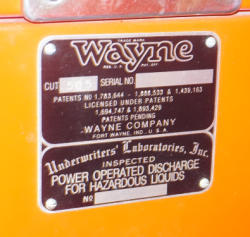 TRADE MARK
Wayne
REG. U.S. PAT. OFF.
CUT 505 SERIAL NO.
PATENTS NO 1,783,644 - 1,888,533 & 1,439,163
LICENSED UNDER PATENTS
1,694,747 & 1,893,429
PATENTS PENDING
WAYNE COMPANY
FORT WAYNE, IND., U.S.A.
Underwriters' Laboratories, Inc.
INSPECTED
POWER OPERATED DISCHARGE
FOR HAZARDOUS LIQUIDS
No